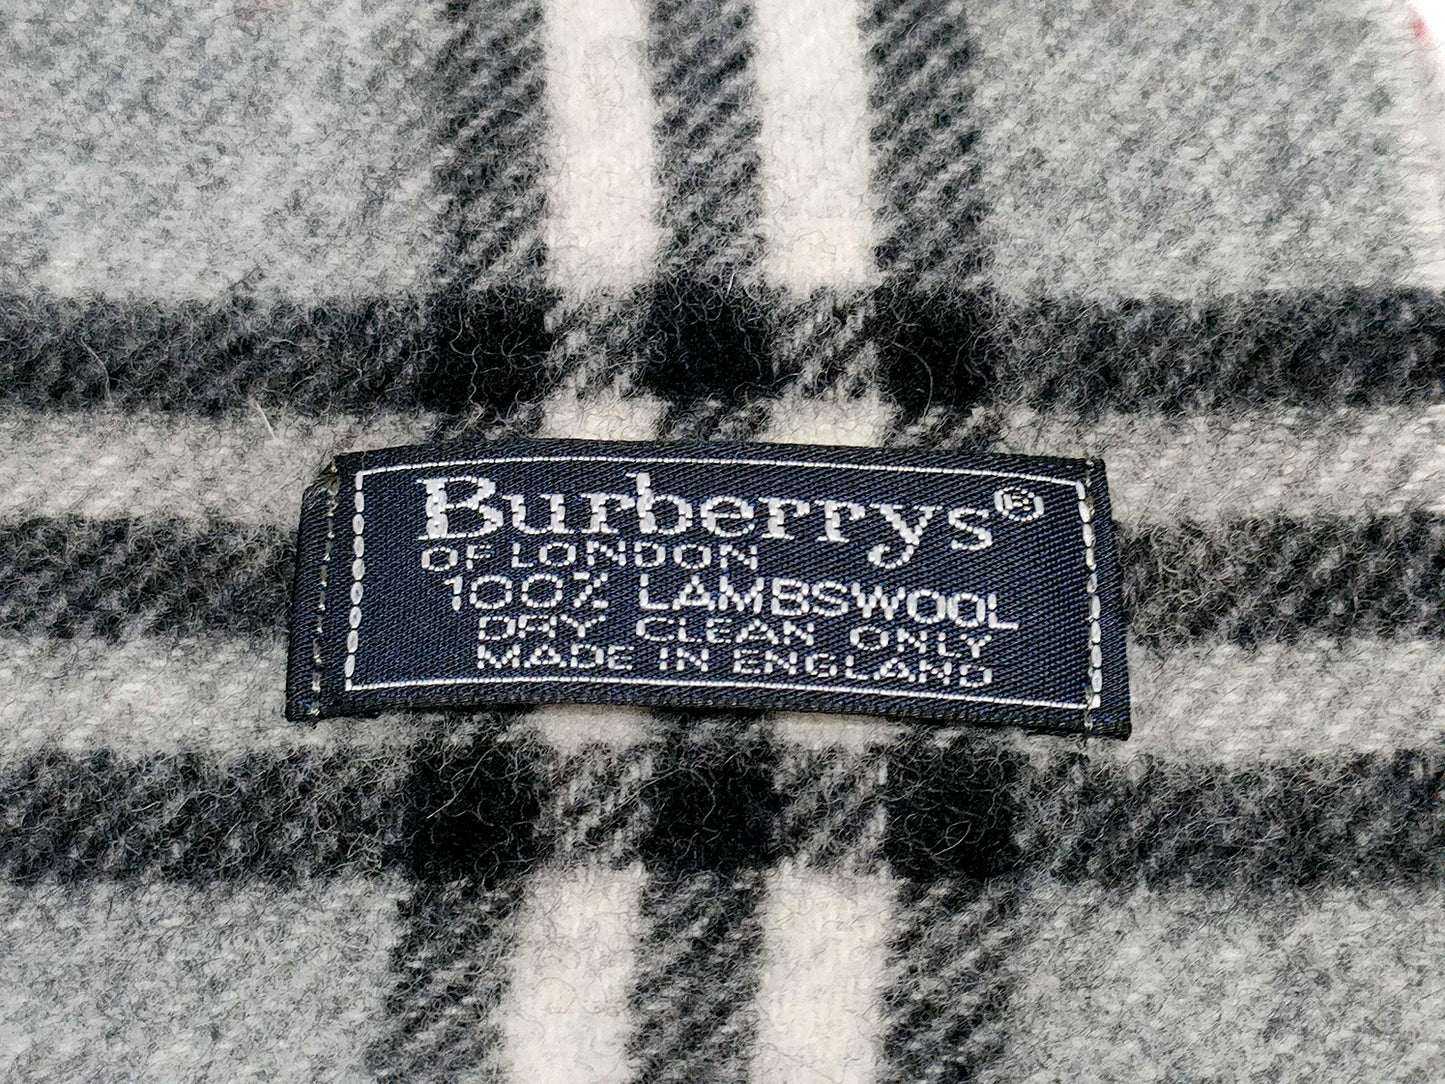 Burberrys®
OF LONDON
100% LAMBSWOOL
DRY CLEAN ONLY
MADE IN ENGLAND